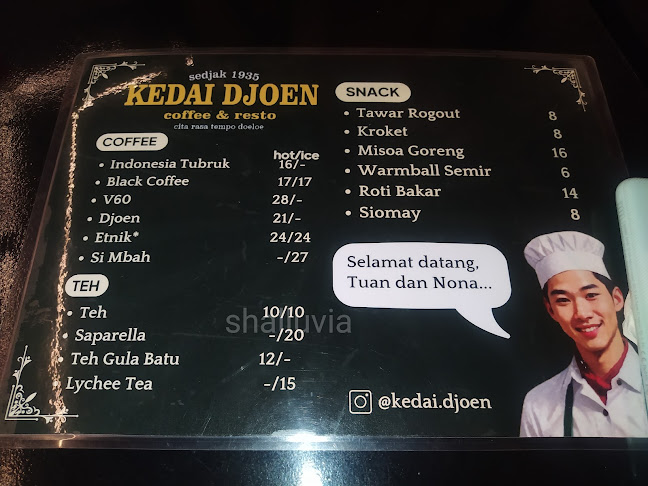 sedjak 1935
KEDAI DJOEN
coffee & resto
cita rasa tempo doeloe
COFFEE
hot/ice
• Indonesia Tubruk 16/-
• Black Coffee 17/17
• V60 28/-
• Djoen 21/-
• Etnik* 24/24
• Si Mbah -/27
TEH
• Teh 10/10
• Saparella -/20
• Teh Gula Batu 12/-
• Lychee Tea -/15
SNACK
• Tawar Rogout 8
• Kroket 8
• Misoa Goreng 16
• Warmball Semir 6
• Roti Bakar 14
• Siomay 8
Selamat datang,
Tuan dan Nona...
@kedai.djoen
shalluvia